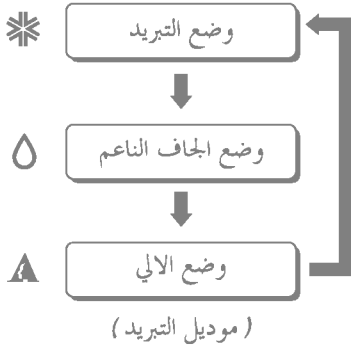 وضع التبريد
وضع الجاف الناعم
وضع الالي
(موديل التبريد)